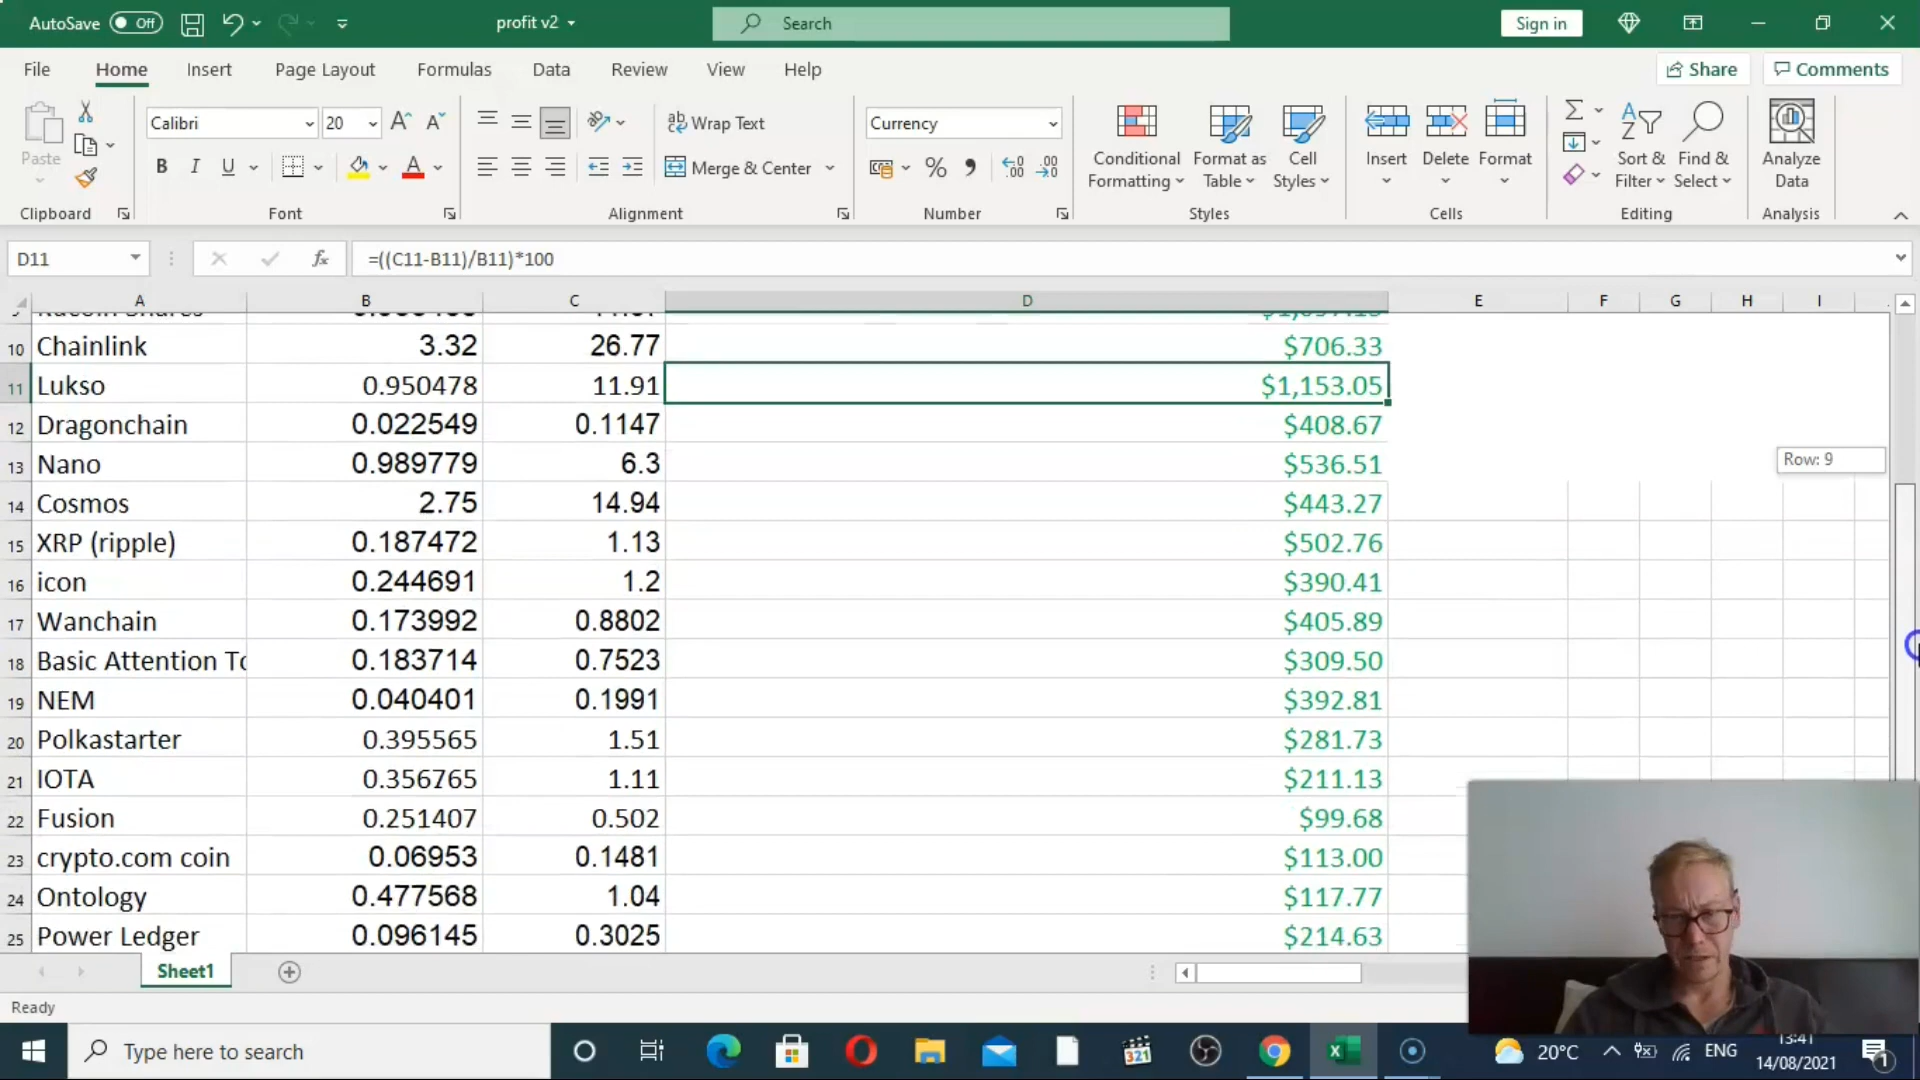 AutoSave Off profit v2 Search Sign in
File Home Insert Page Layout Formulas Data Review View Help Share Comments
Calibri 20 Wrap Text Currency
Paste B I U Merge & Center % Conditional Formatting Format as Table Cell Styles Insert Delete Format Sort & Filter Find & Select Analyze Data
Clipboard Font Alignment Number Styles Cells Editing Analysis
D11 fx =((C11-B11)/B11)*100
A B C D E F G H I
10 Chainlink 3.32 26.77 $706.33
11 Lukso 0.950478 11.91 $1,153.05
12 Dragonchain 0.022549 0.1147 $408.67
13 Nano 0.989779 6.3 $536.51
Row: 9
14 Cosmos 2.75 14.94 $443.27
15 XRP (ripple) 0.187472 1.13 $502.76
16 icon 0.244691 1.2 $390.41
17 Wanchain 0.173992 0.8802 $405.89
18 Basic Attention To 0.183714 0.7523 $309.50
19 NEM 0.040401 0.1991 $392.81
20 Polkastarter 0.395565 1.51 $281.73
21 IOTA 0.356765 1.11 $211.13
22 Fusion 0.251407 0.502 $99.68
23 crypto.com coin 0.06953 0.1481 $113.00
24 Ontology 0.477568 1.04 $117.77
25 Power Ledger 0.096145 0.3025 $214.63
Sheet1
Ready
Type here to search 321 20°C ENG 13:41
14/08/2021 1